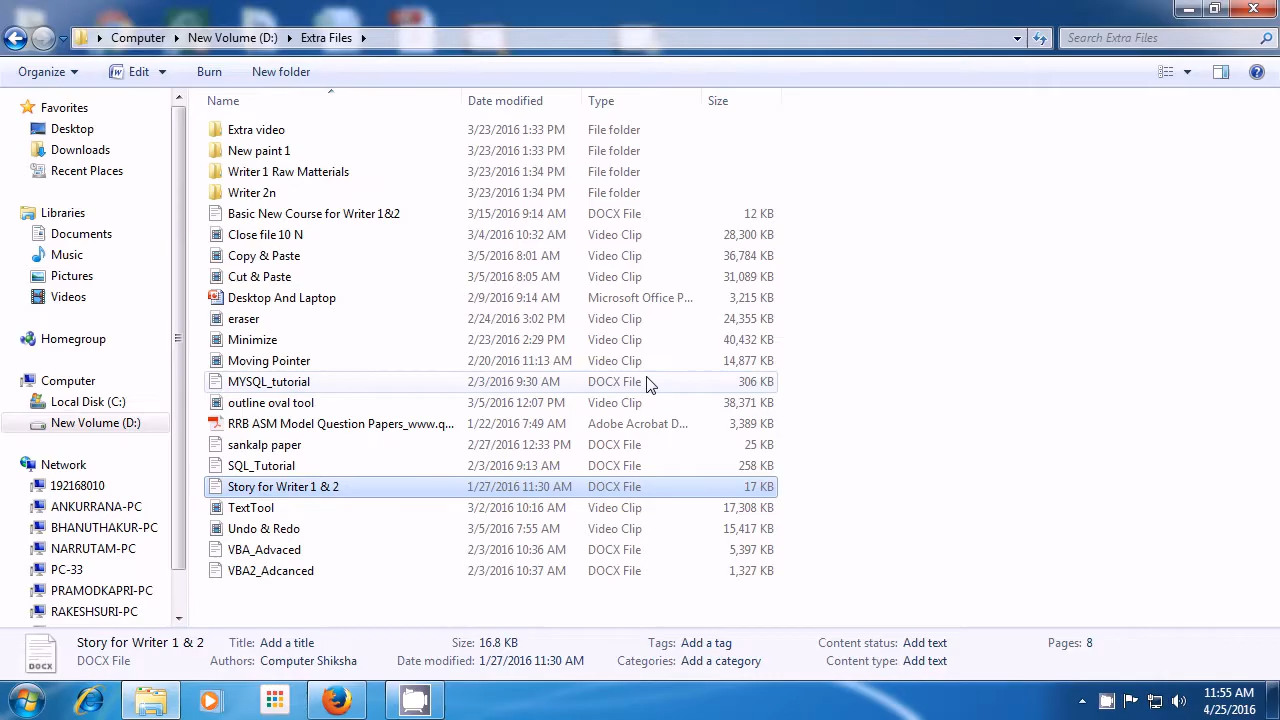 Computer New Volume (D:) Extra Files
Search Extra Files
Organize Edit Burn New folder
Name Date modified Type Size
Favorites
Desktop
Downloads
Recent Places
Libraries
Documents
Music
Pictures
Videos
Homegroup
Computer
Local Disk (C:)
New Volume (D:)
Network
192168010
ANKURRANA-PC
BHANUTHAKUR-PC
NARRUTAM-PC
PC-33
PRAMODKAPRI-PC
RAKESHSURI-PC
Extra video 3/23/2016 1:33 PM File folder
New paint 1 3/23/2016 1:33 PM File folder
Writer 1 Raw Matterials 3/23/2016 1:34 PM File folder
Writer 2n 3/23/2016 1:34 PM File folder
Basic New Course for Writer 1&2 3/15/2016 9:14 AM DOCX File 12 KB
Close file 10 N 3/4/2016 10:32 AM Video Clip 28,300 KB
Copy & Paste 3/5/2016 8:01 AM Video Clip 36,784 KB
Cut & Paste 3/5/2016 8:05 AM Video Clip 31,089 KB
Desktop And Laptop 2/9/2016 9:14 AM Microsoft Office P... 3,215 KB
eraser 2/24/2016 3:02 PM Video Clip 24,355 KB
Minimize 2/23/2016 2:29 PM Video Clip 40,432 KB
Moving Pointer 2/20/2016 11:13 AM Video Clip 14,877 KB
MYSQL_tutorial 2/3/2016 9:30 AM DOCX File 306 KB
outline oval tool 3/5/2016 12:07 PM Video Clip 38,371 KB
RRB ASM Model Question Papers_www.q... 1/22/2016 7:49 AM Adobe Acrobat D... 3,389 KB
sankalp paper 2/27/2016 12:33 PM DOCX File 25 KB
SQL_Tutorial 2/3/2016 9:13 AM DOCX File 258 KB
Story for Writer 1 & 2 1/27/2016 11:30 AM DOCX File 17 KB
TextTool 3/2/2016 10:16 AM Video Clip 17,308 KB
Undo & Redo 3/5/2016 7:55 AM Video Clip 15,417 KB
VBA_Advaced 2/3/2016 10:36 AM DOCX File 5,397 KB
VBA2_Adcanced 2/3/2016 10:37 AM DOCX File 1,327 KB
Story for Writer 1 & 2 Title: Add a title Size: 16.8 KB Tags: Add a tag Content status: Add text Pages: 8
DOCX File Authors: Computer Shiksha Date modified: 1/27/2016 11:30 AM Categories: Add a category Content type: Add text
DOCX
11:55 AM
4/25/2016